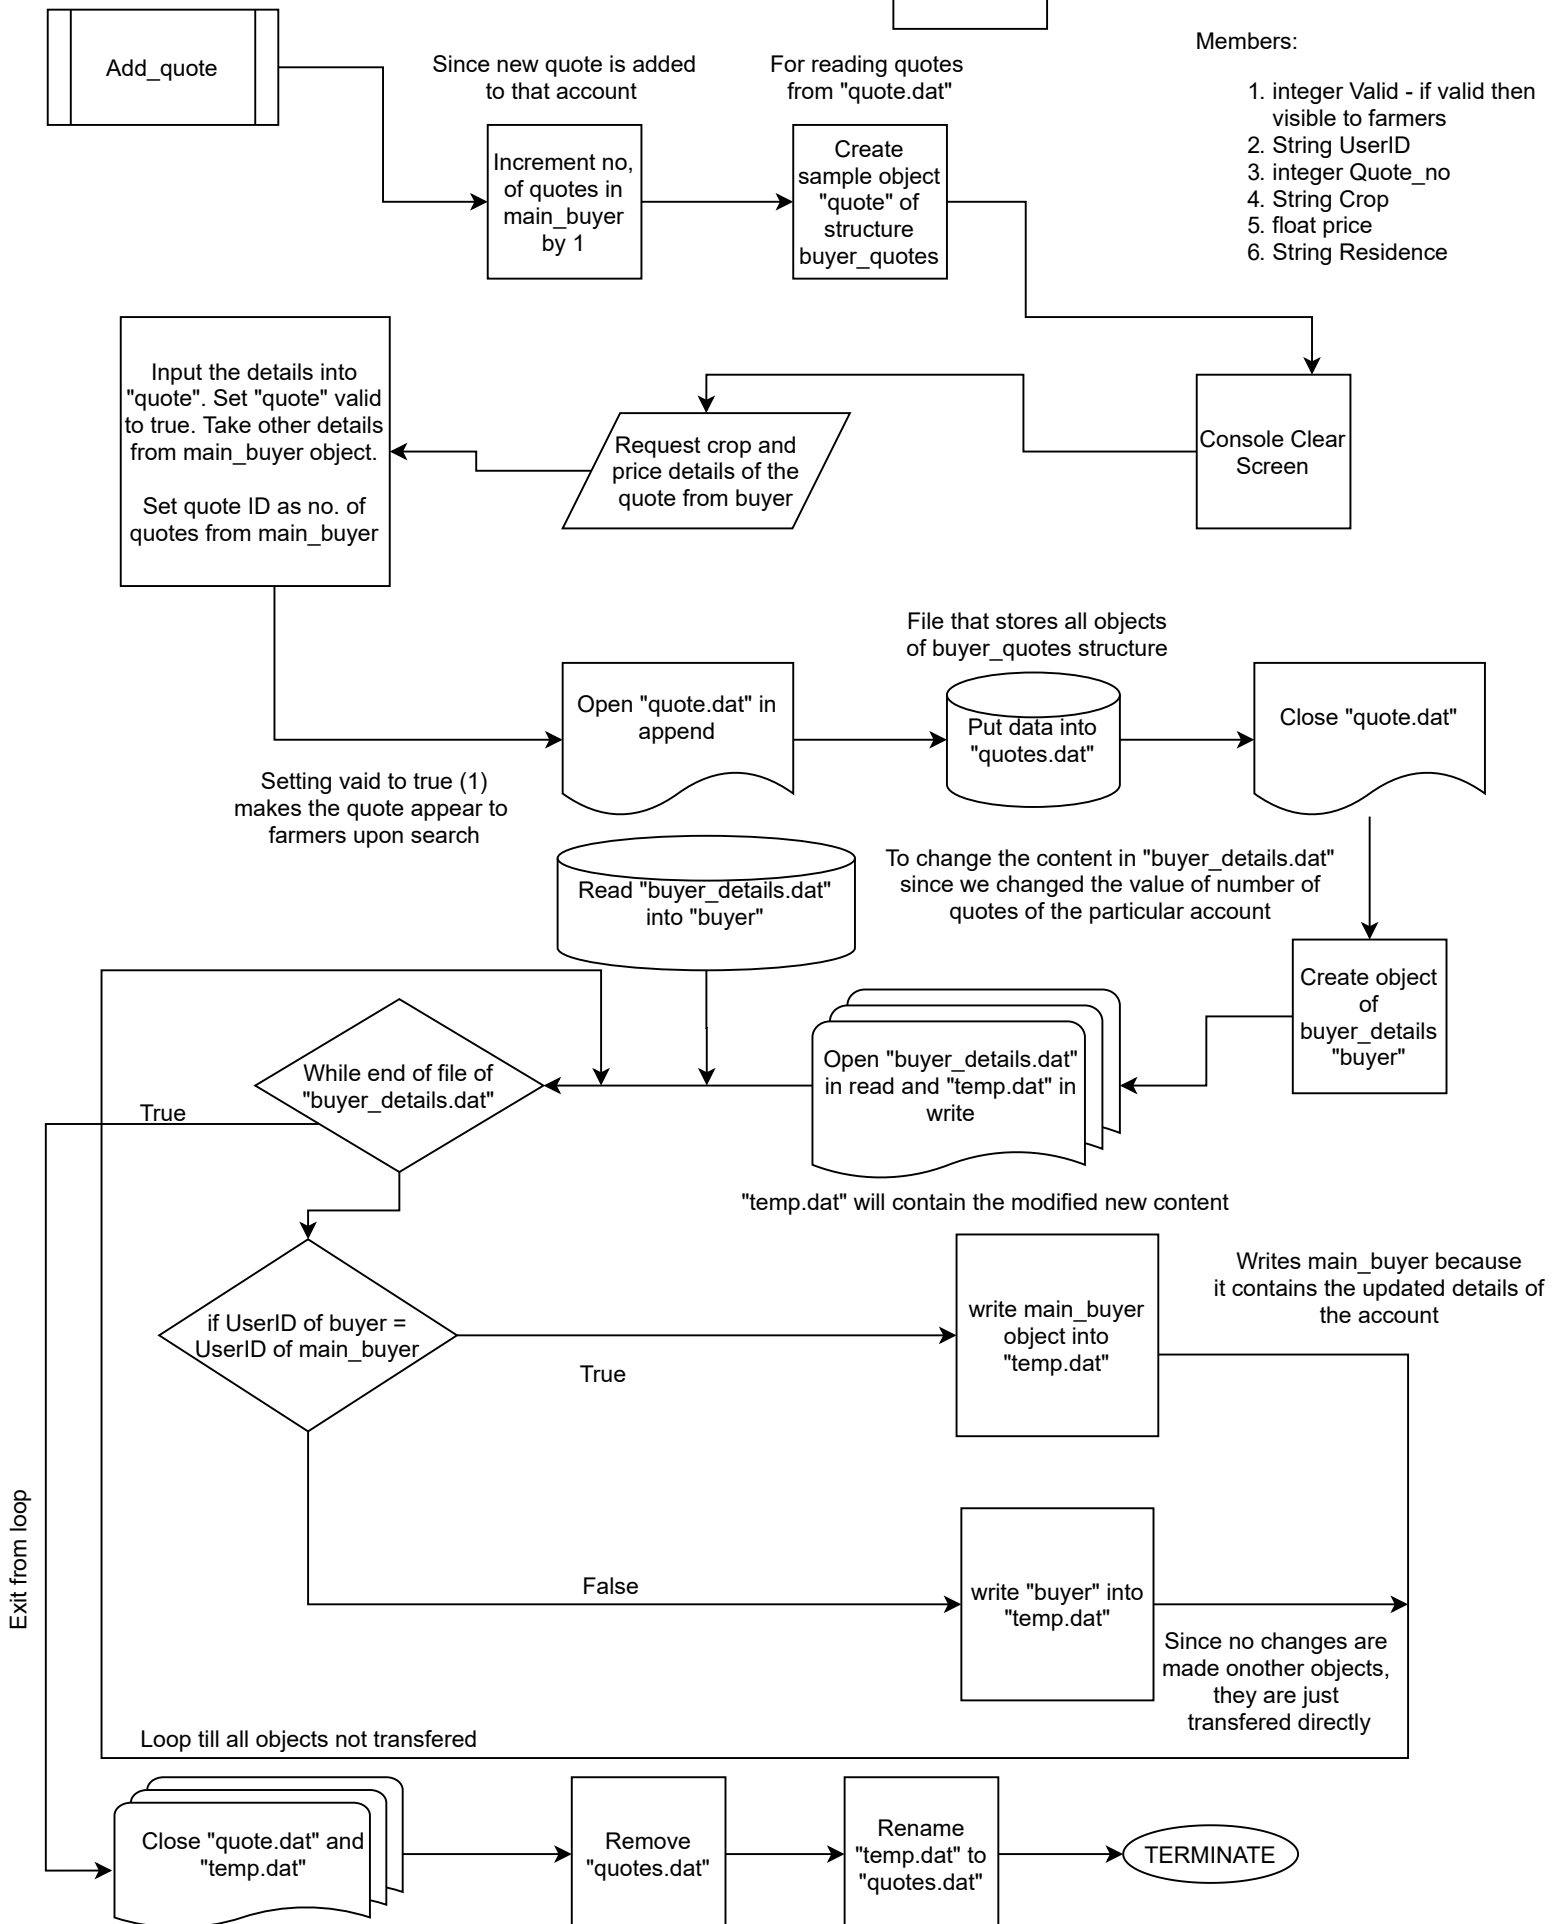 Members:
Add_quote
Since new quote is added
to that account
For reading quotes
from "quote.dat"
1. integer Valid - if valid then
visible to farmers
2. String UserID
3. integer Quote_no
4. String Crop
5. float price
6. String Residence
Increment no,
of quotes in
main_buyer
by 1
Create
sample object
"quote" of
structure
buyer_quotes
Input the details into
"quote". Set "quote" valid
to true. Take other details
from main_buyer object.
Set quote ID as no. of
quotes from main_buyer
Request crop and
price details of the
quote from buyer
Console Clear
Screen
File that stores all objects
of buyer_quotes structure
Open "quote.dat" in
append
Put data into
"quotes.dat"
Close "quote.dat"
Setting vaid to true (1)
makes the quote appear to
farmers upon search
Read "buyer_details.dat"
into "buyer"
To change the content in "buyer_details.dat"
since we changed the value of number of
quotes of the particular account
Create object
of
buyer_details
"buyer"
Open "buyer_details.dat"
in read and "temp.dat" in
write
While end of file of
"buyer_details.dat"
True
"temp.dat" will contain the modified new content
if UserID of buyer =
UserID of main_buyer
True
write main_buyer
object into
"temp.dat"
Writes main_buyer because
it contains the updated details of
the account
Exit from loop
False
write "buyer" into
"temp.dat"
Since no changes are
made onother objects,
they are just
transfered directly
Loop till all objects not transfered
Close "quote.dat" and
"temp.dat"
Remove
"quotes.dat"
Rename
"temp.dat" to
"quotes.dat"
TERMINATE